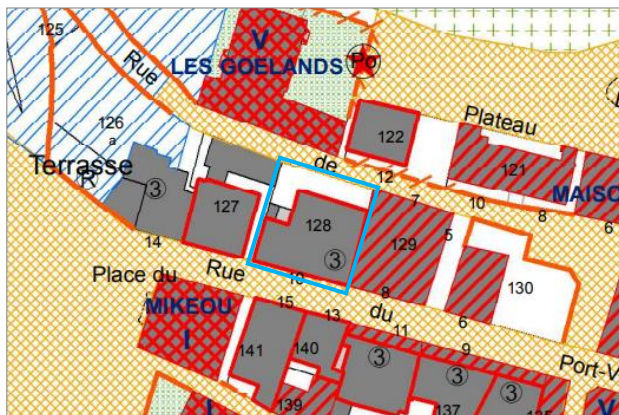 125
Rue
V
LES GOELANDS
Po
126
a
Terrasse
R
3
14
127
de
122
12
Plateau
121
MAISO
128
3
10
7
10
8
6
129
5
130
Place du
Rue
du
8
6
MIKEOU
I
15
13
11
9
Port-V
141
140
3
3
3
139
137
V